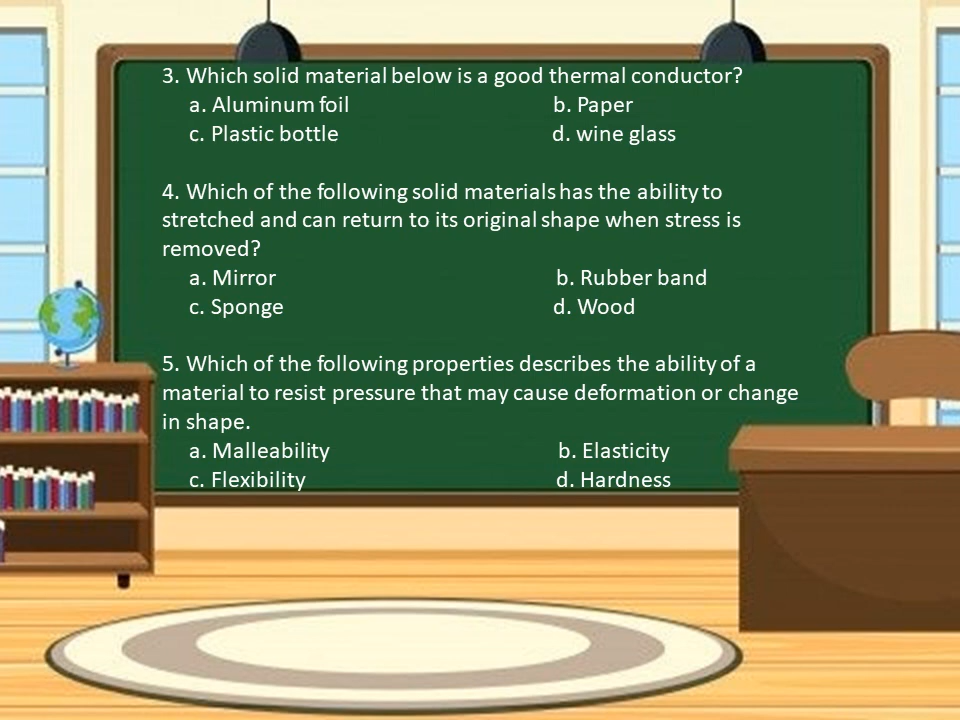 3. Which solid material below is a good thermal conductor?
a. Aluminum foil b. Paper
c. Plastic bottle d. wine glass
4. Which of the following solid materials has the ability to
stretched and can return to its original shape when stress is
removed?
a. Mirror b. Rubber band
c. Sponge d. Wood
5. Which of the following properties describes the ability of a
material to resist pressure that may cause deformation or change
in shape.
a. Malleability b. Elasticity
c. Flexibility d. Hardness